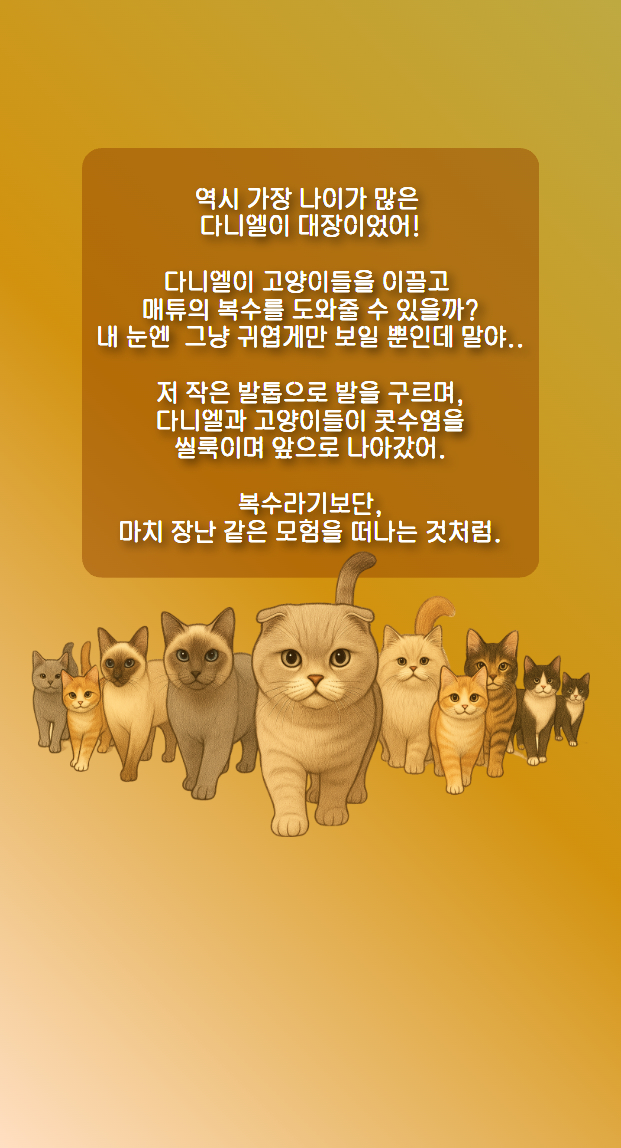 역시 가장 나이가 많은
다니엘이 대장이었어!
다니엘이 고양이들을 이끌고
매튜의 복수를 도와줄 수 있을까?
내 눈엔  그냥 귀엽게만 보일 뿐인데 말야..
저 작은 발톱으로 발을 구르며,
다니엘과 고양이들이 콧수염을
씰룩이며 앞으로 나아갔어.
복수라기보단,
마치 장난 같은 모험을 떠나는 것처럼.